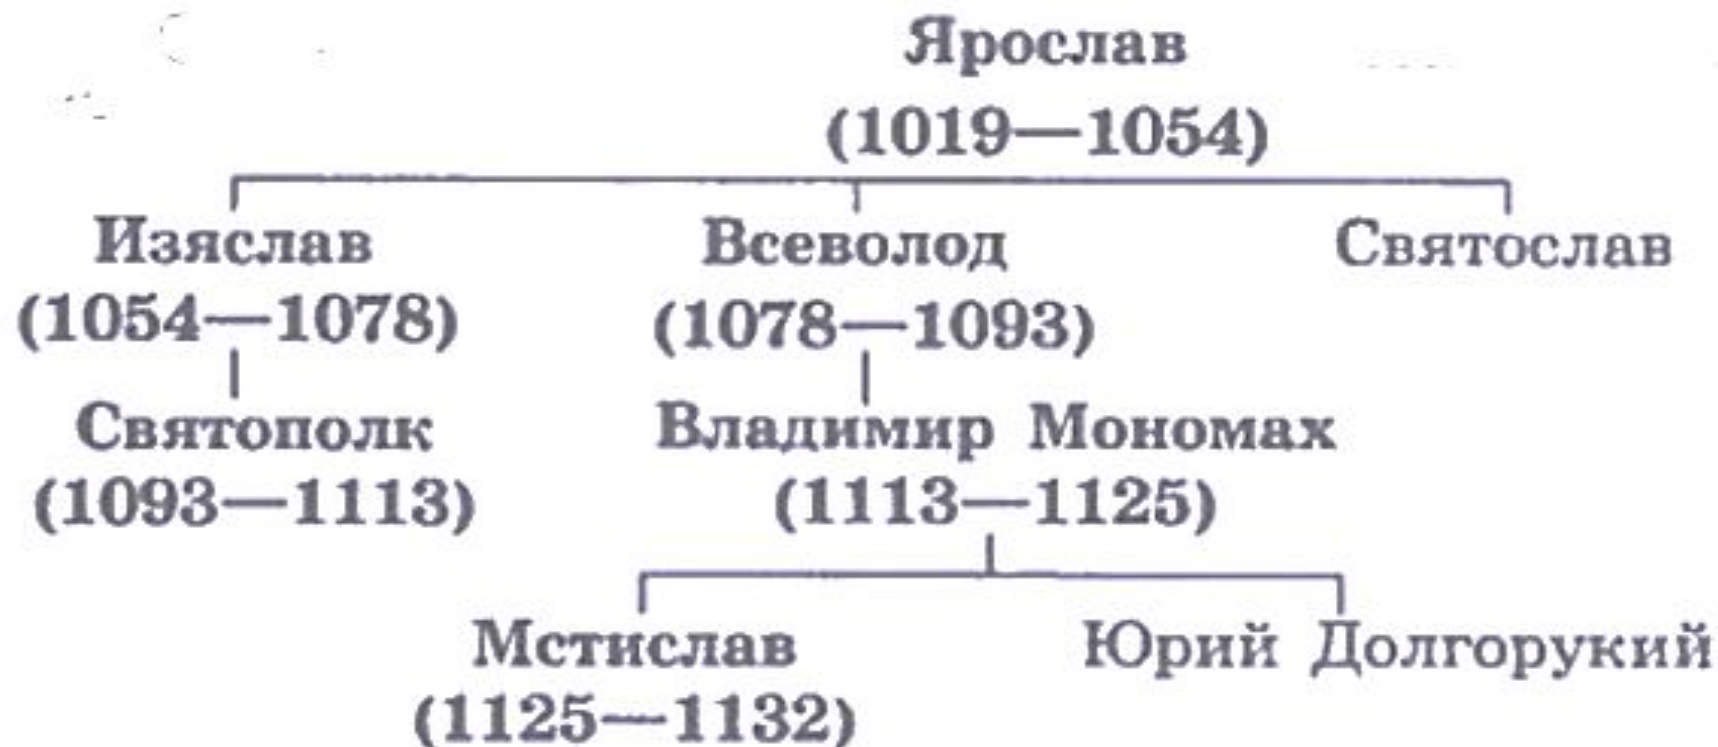 Ярослав
(1019—1054)
Изяслав Всеволод Святослав
(1054—1078) (1078—1093)
Святополк Владимир Мономах
(1093—1113) (1113—1125)
Мстислав Юрий Долгорукий
(1125—1132)